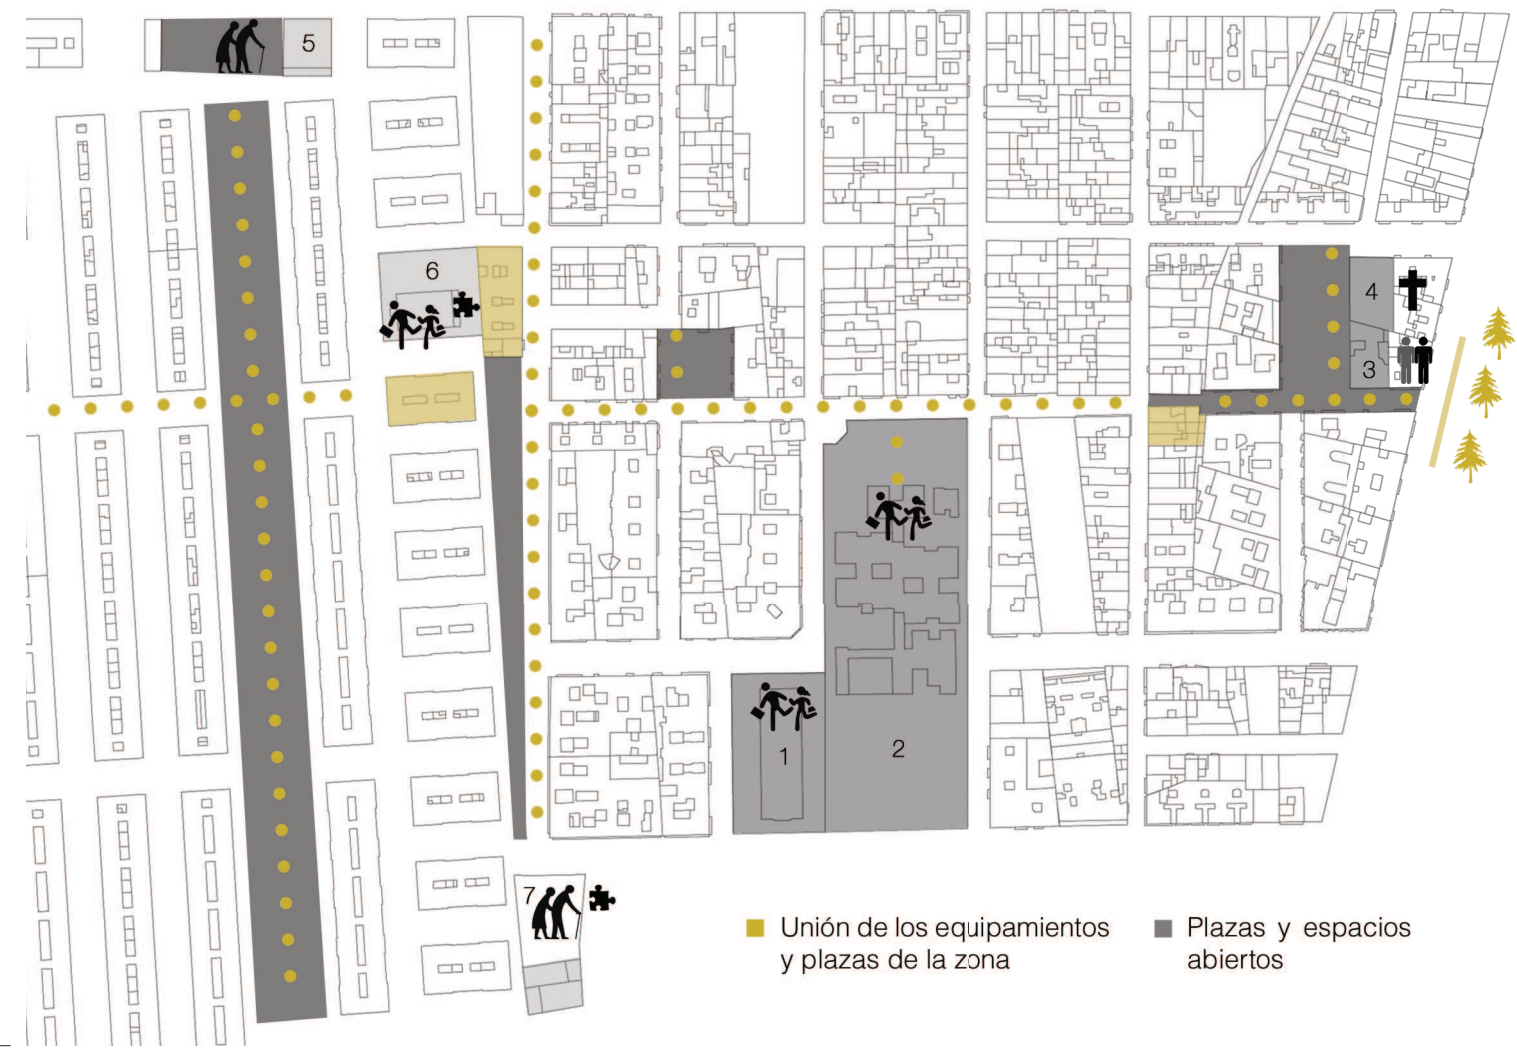 5
6
4
3
1
2
7
Unión de los equipamientos
y plazas de la zona
Plazas y espacios
abiertos